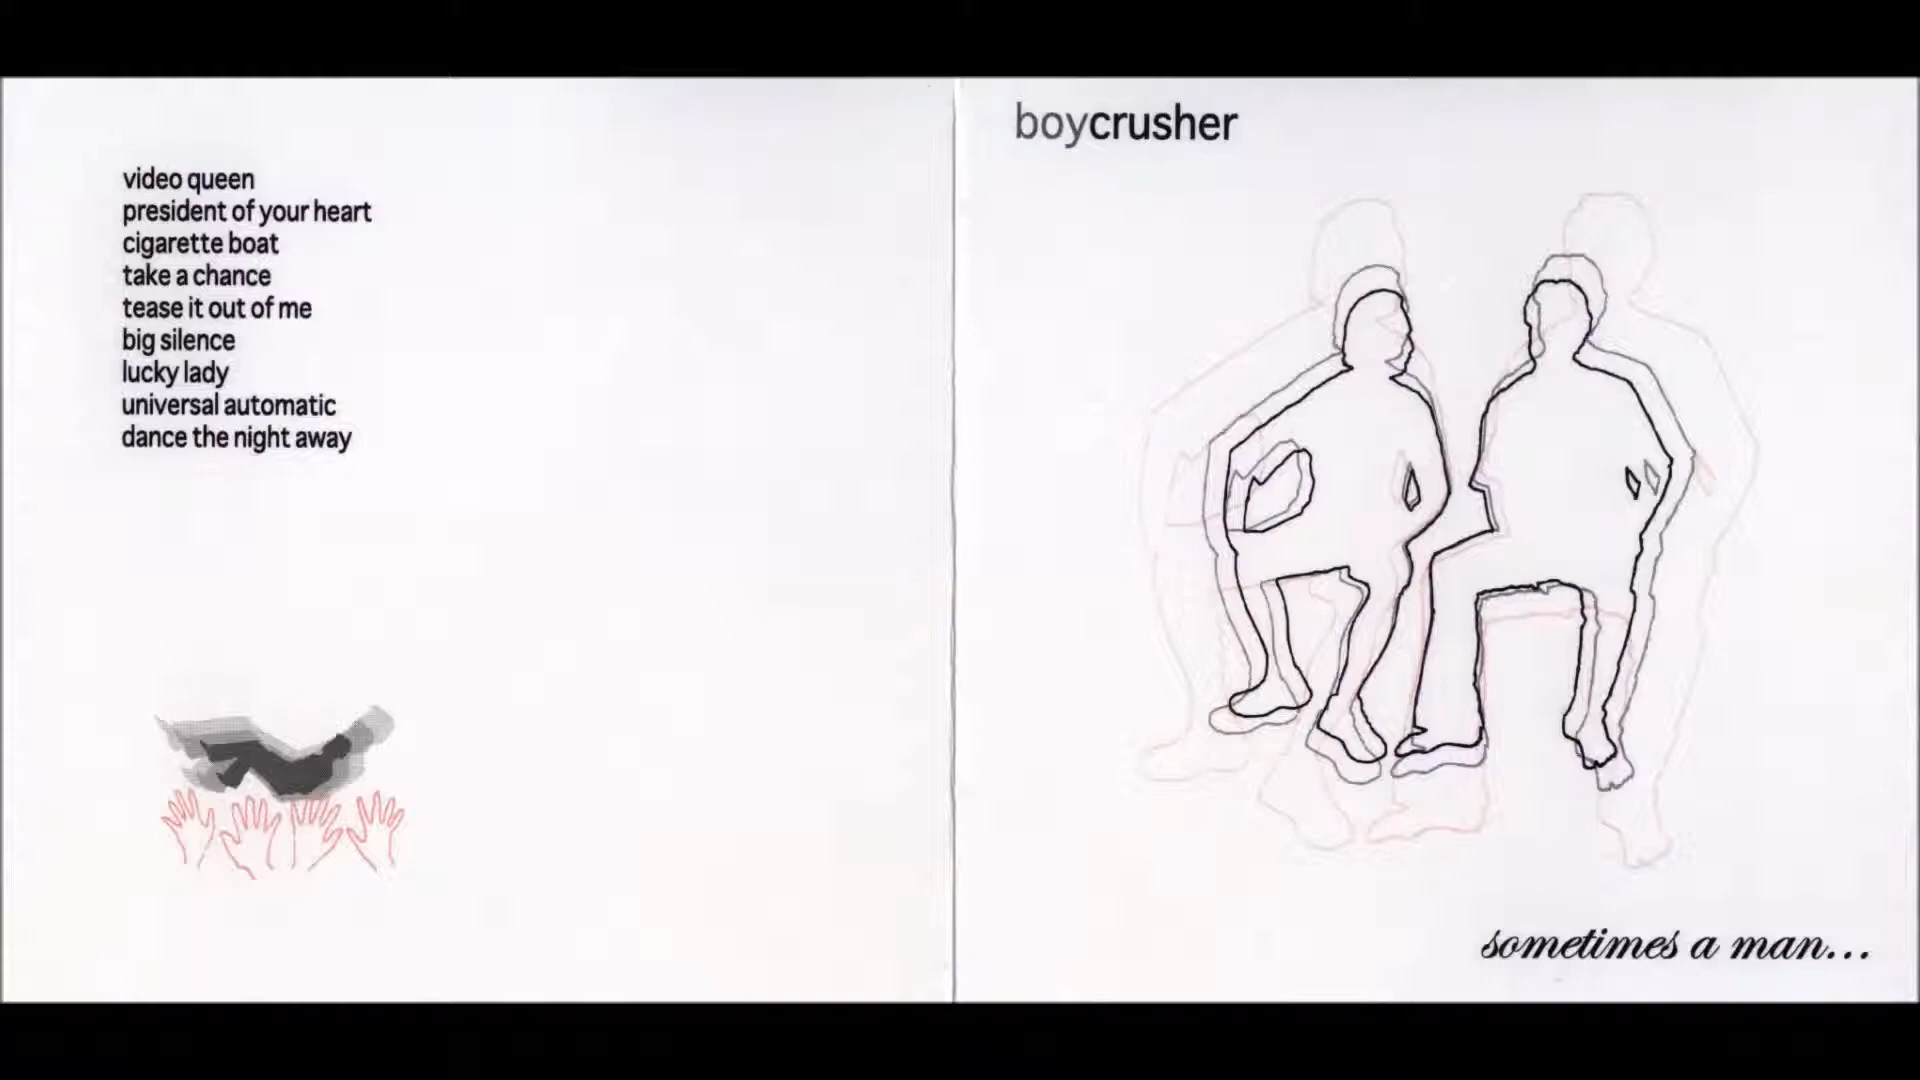 video queen
president of your heart
cigarette boat
take a chance
tease it out of me
big silence
lucky lady
universal automatic
dance the night away
boycrusher
sometimes a man...